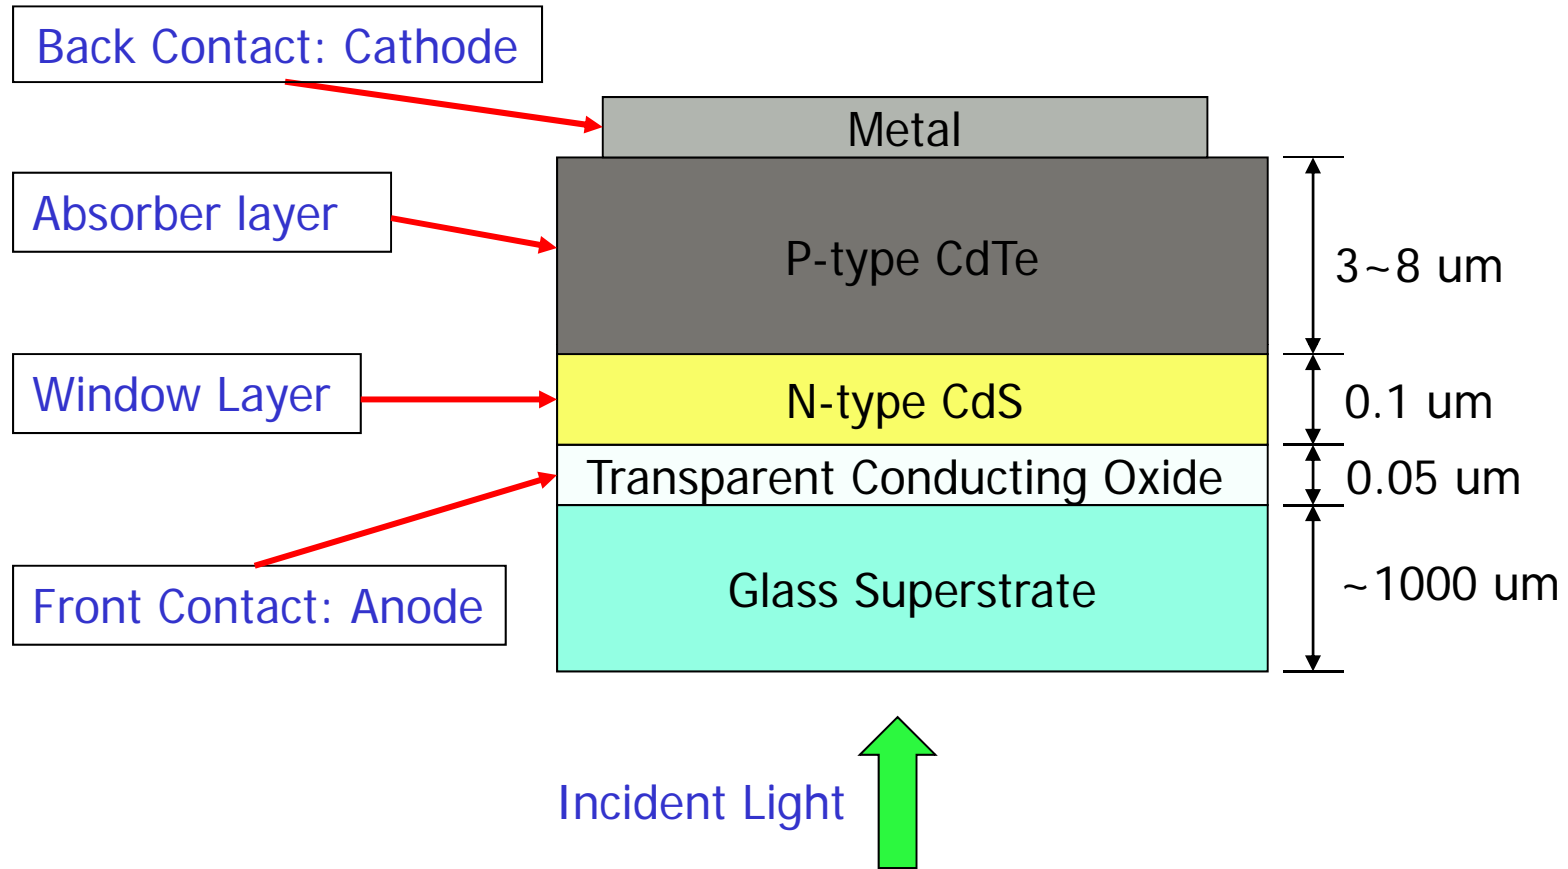 Back Contact: Cathode
Metal
Absorber layer
P-type CdTe
3~8 um
Window Layer
N-type CdS
0.1 um
Transparent Conducting Oxide
0.05 um
Front Contact: Anode
Glass Superstrate
~1000 um
Incident Light